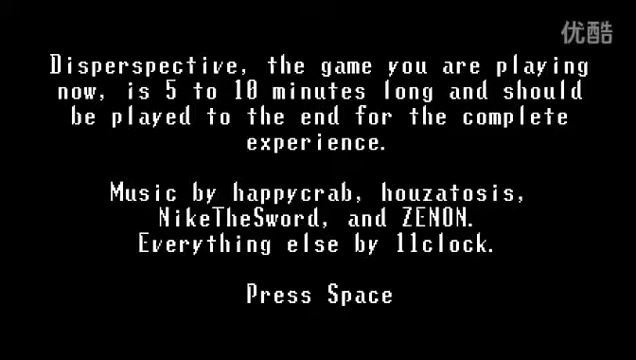 优酷
Disperspective, the game you are playing
now, is 5 to 10 minutes long and should
be played to the end for the complete
experience.
Music by happycrab, houzatosis,
NikeTheSword, and ZENON.
Everything else by 11clock.
Press Space